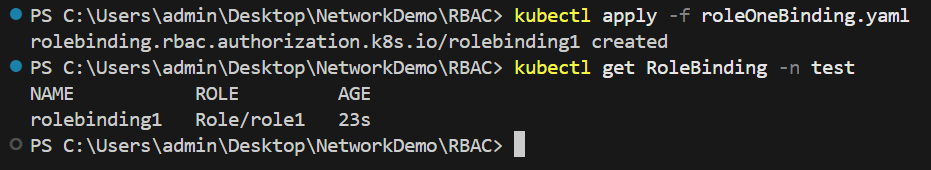 PS C:\Users\admin\Desktop\NetworkDemo\RBAC> kubectl apply -f roleOneBinding.yaml
rolebinding.rbac.authorization.k8s.io/rolebinding1 created
PS C:\Users\admin\Desktop\NetworkDemo\RBAC> kubectl get RoleBinding -n test
NAME           ROLE         AGE
rolebinding1   Role/role1   23s
PS C:\Users\admin\Desktop\NetworkDemo\RBAC>